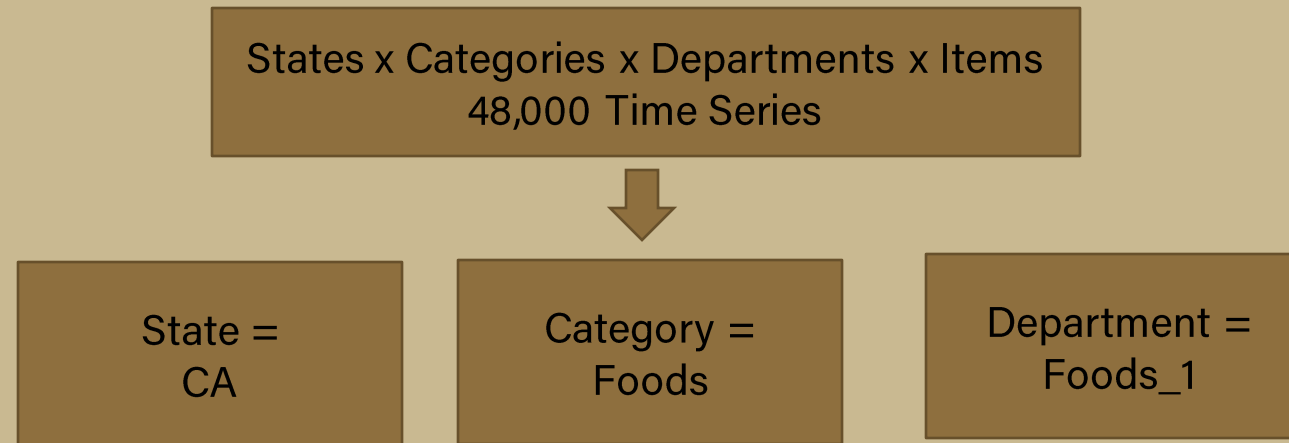 States x Categories x Departments x Items
48,000 Time Series
State =
CA
Category =
Foods
Department =
Foods_1